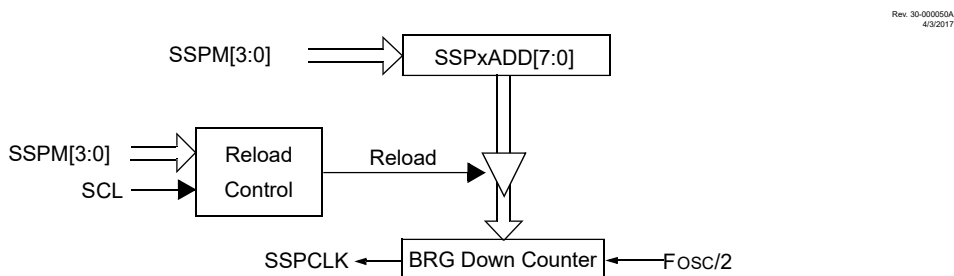 Rev. 30-000050A
4/3/2017
SSPM[3:0]
SSPxADD[7:0]
SSPM[3:0]
SCL
Reload
Control
Reload
SSPCLK
BRG Down Counter
Fosc/2